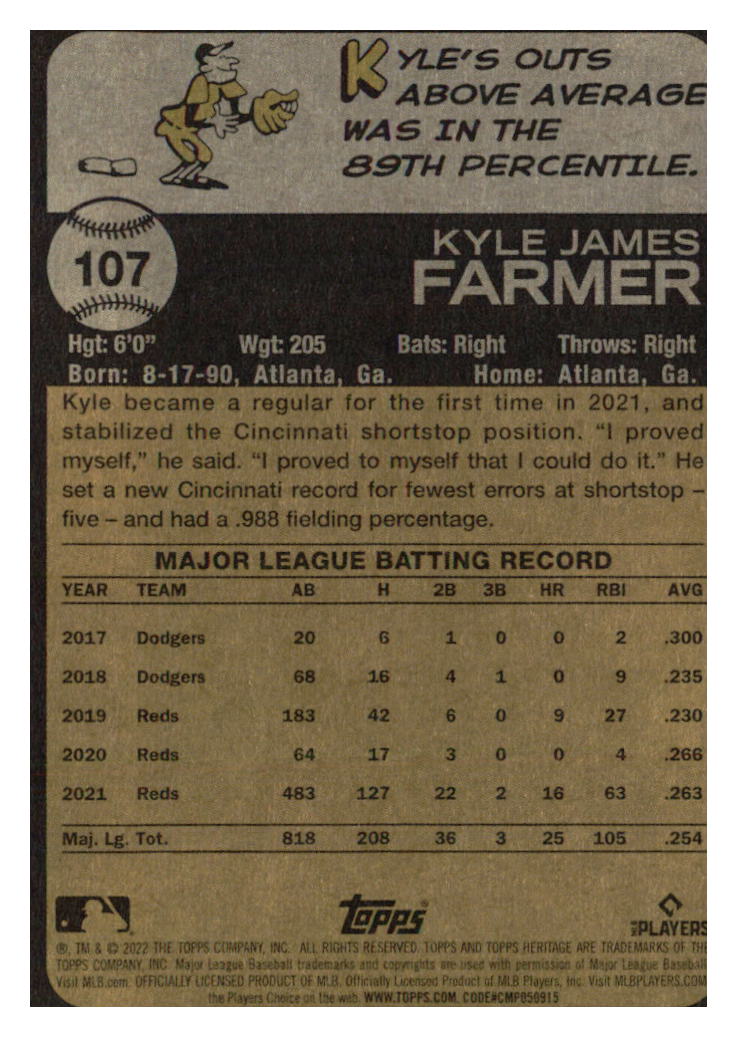 KYLE'S OUTS
ABOVE AVERAGE
WAS IN THE
89TH PERCENTILE.
107
KYLE JAMES
FARMER
Hgt: 6'0" Wgt: 205 Bats: Right Throws: Right
Born: 8-17-90, Atlanta, Ga. Home: Atlanta, Ga.
Kyle became a regular for the first time in 2021, and
stabilized the Cincinnati shortstop position. "I proved
myself," he said. "I proved to myself that I could do it." He
set a new Cincinnati record for fewest errors at shortstop –
five – and had a .988 fielding percentage.
MAJOR LEAGUE BATTING RECORD
YEAR TEAM AB H 2B 3B HR RBI AVG
2017 Dodgers 20 6 1 0 0 2 .300
2018 Dodgers 68 16 4 1 0 9 .235
2019 Reds 183 42 6 0 9 27 .230
2020 Reds 64 17 3 0 0 4 .266
2021 Reds 483 127 22 2 16 63 .263
Maj. Lg. Tot. 818 208 36 3 25 105 .254
topps
PLAYERS
®, TM & © 2022 THE TOPPS COMPANY, INC. ALL RIGHTS RESERVED. TOPPS AND TOPPS HERITAGE ARE TRADEMARKS OF THE
TOPPS COMPANY, INC. Major League Baseball trademarks and copyrights are used with permission of Major League Baseball
Visit MLB.com. OFFICIALLY LICENSED PRODUCT OF MLB. Officially Licensed Product of MLB Players, Inc. Visit MLBPLAYERS.COM,
the Players Choice on the web. WWW.TOPPS.COM. CODE#CMP050915